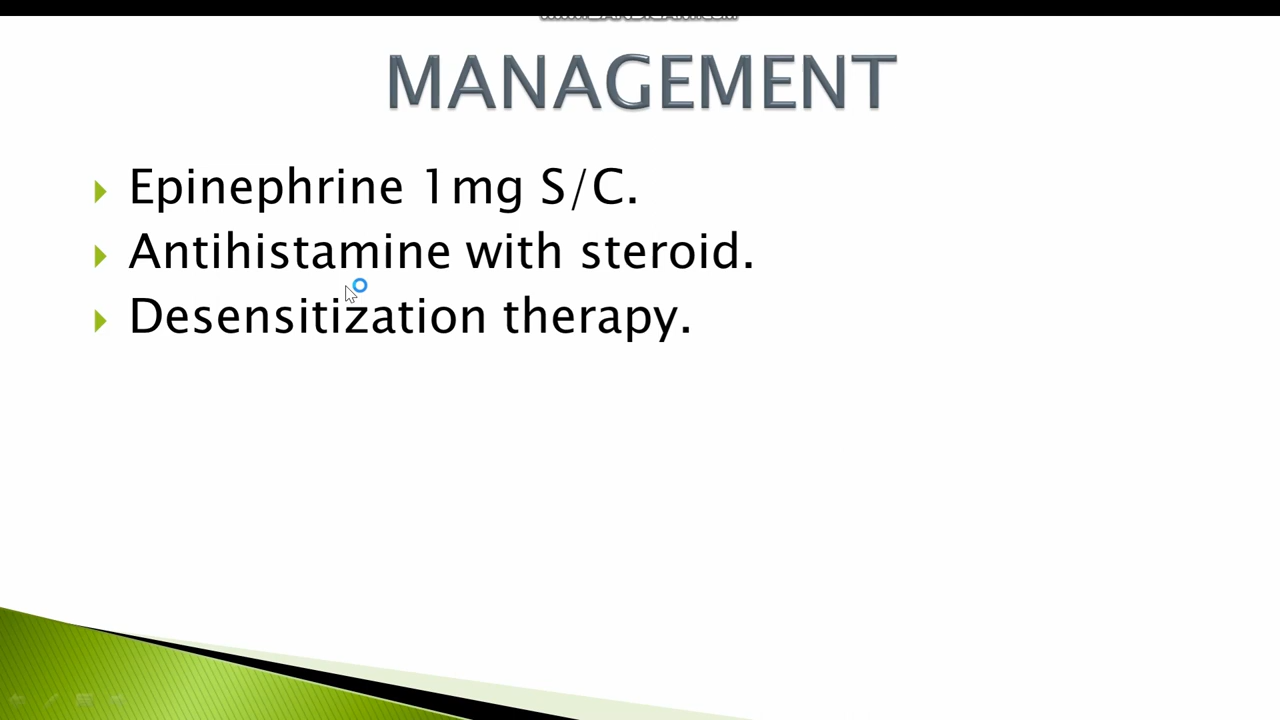 MANAGEMENT
Epinephrine 1mg S/C.
Antihistamine with steroid.
Desensitization therapy.